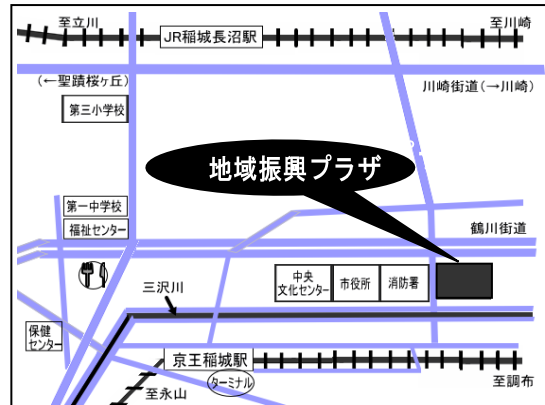 至立川
至川崎
JR稲城長沼駅
(←聖蹟桜ヶ丘)
川崎街道(→川崎)
第三小学校
地域振興プラザ
第一中学校
福祉センター
鶴川街道
中央
文化センター
市役所
消防署
三沢川
保健
センター
京王稲城駅
ターミナル
至永山
至調布